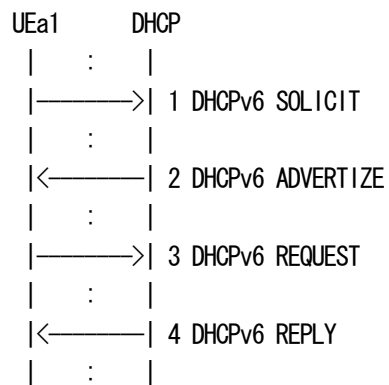 UEa1 DHCP
| : |
|--------->| 1 DHCPv6 SOLICIT
| : |
|<---------| 2 DHCPv6 ADVERTIZE
| : |
|--------->| 3 DHCPv6 REQUEST
| : |
|<---------| 4 DHCPv6 REPLY
| : |